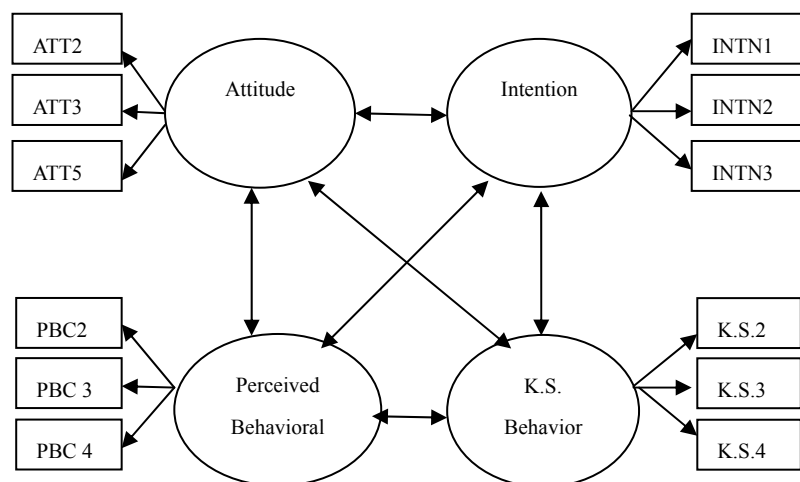 ATT2
ATT3
ATT5
Attitude
Intention
INTN1
INTN2
INTN3
PBC2
PBC 3
PBC 4
Perceived
Behavioral
K.S.
Behavior
K.S.2
K.S.3
K.S.4